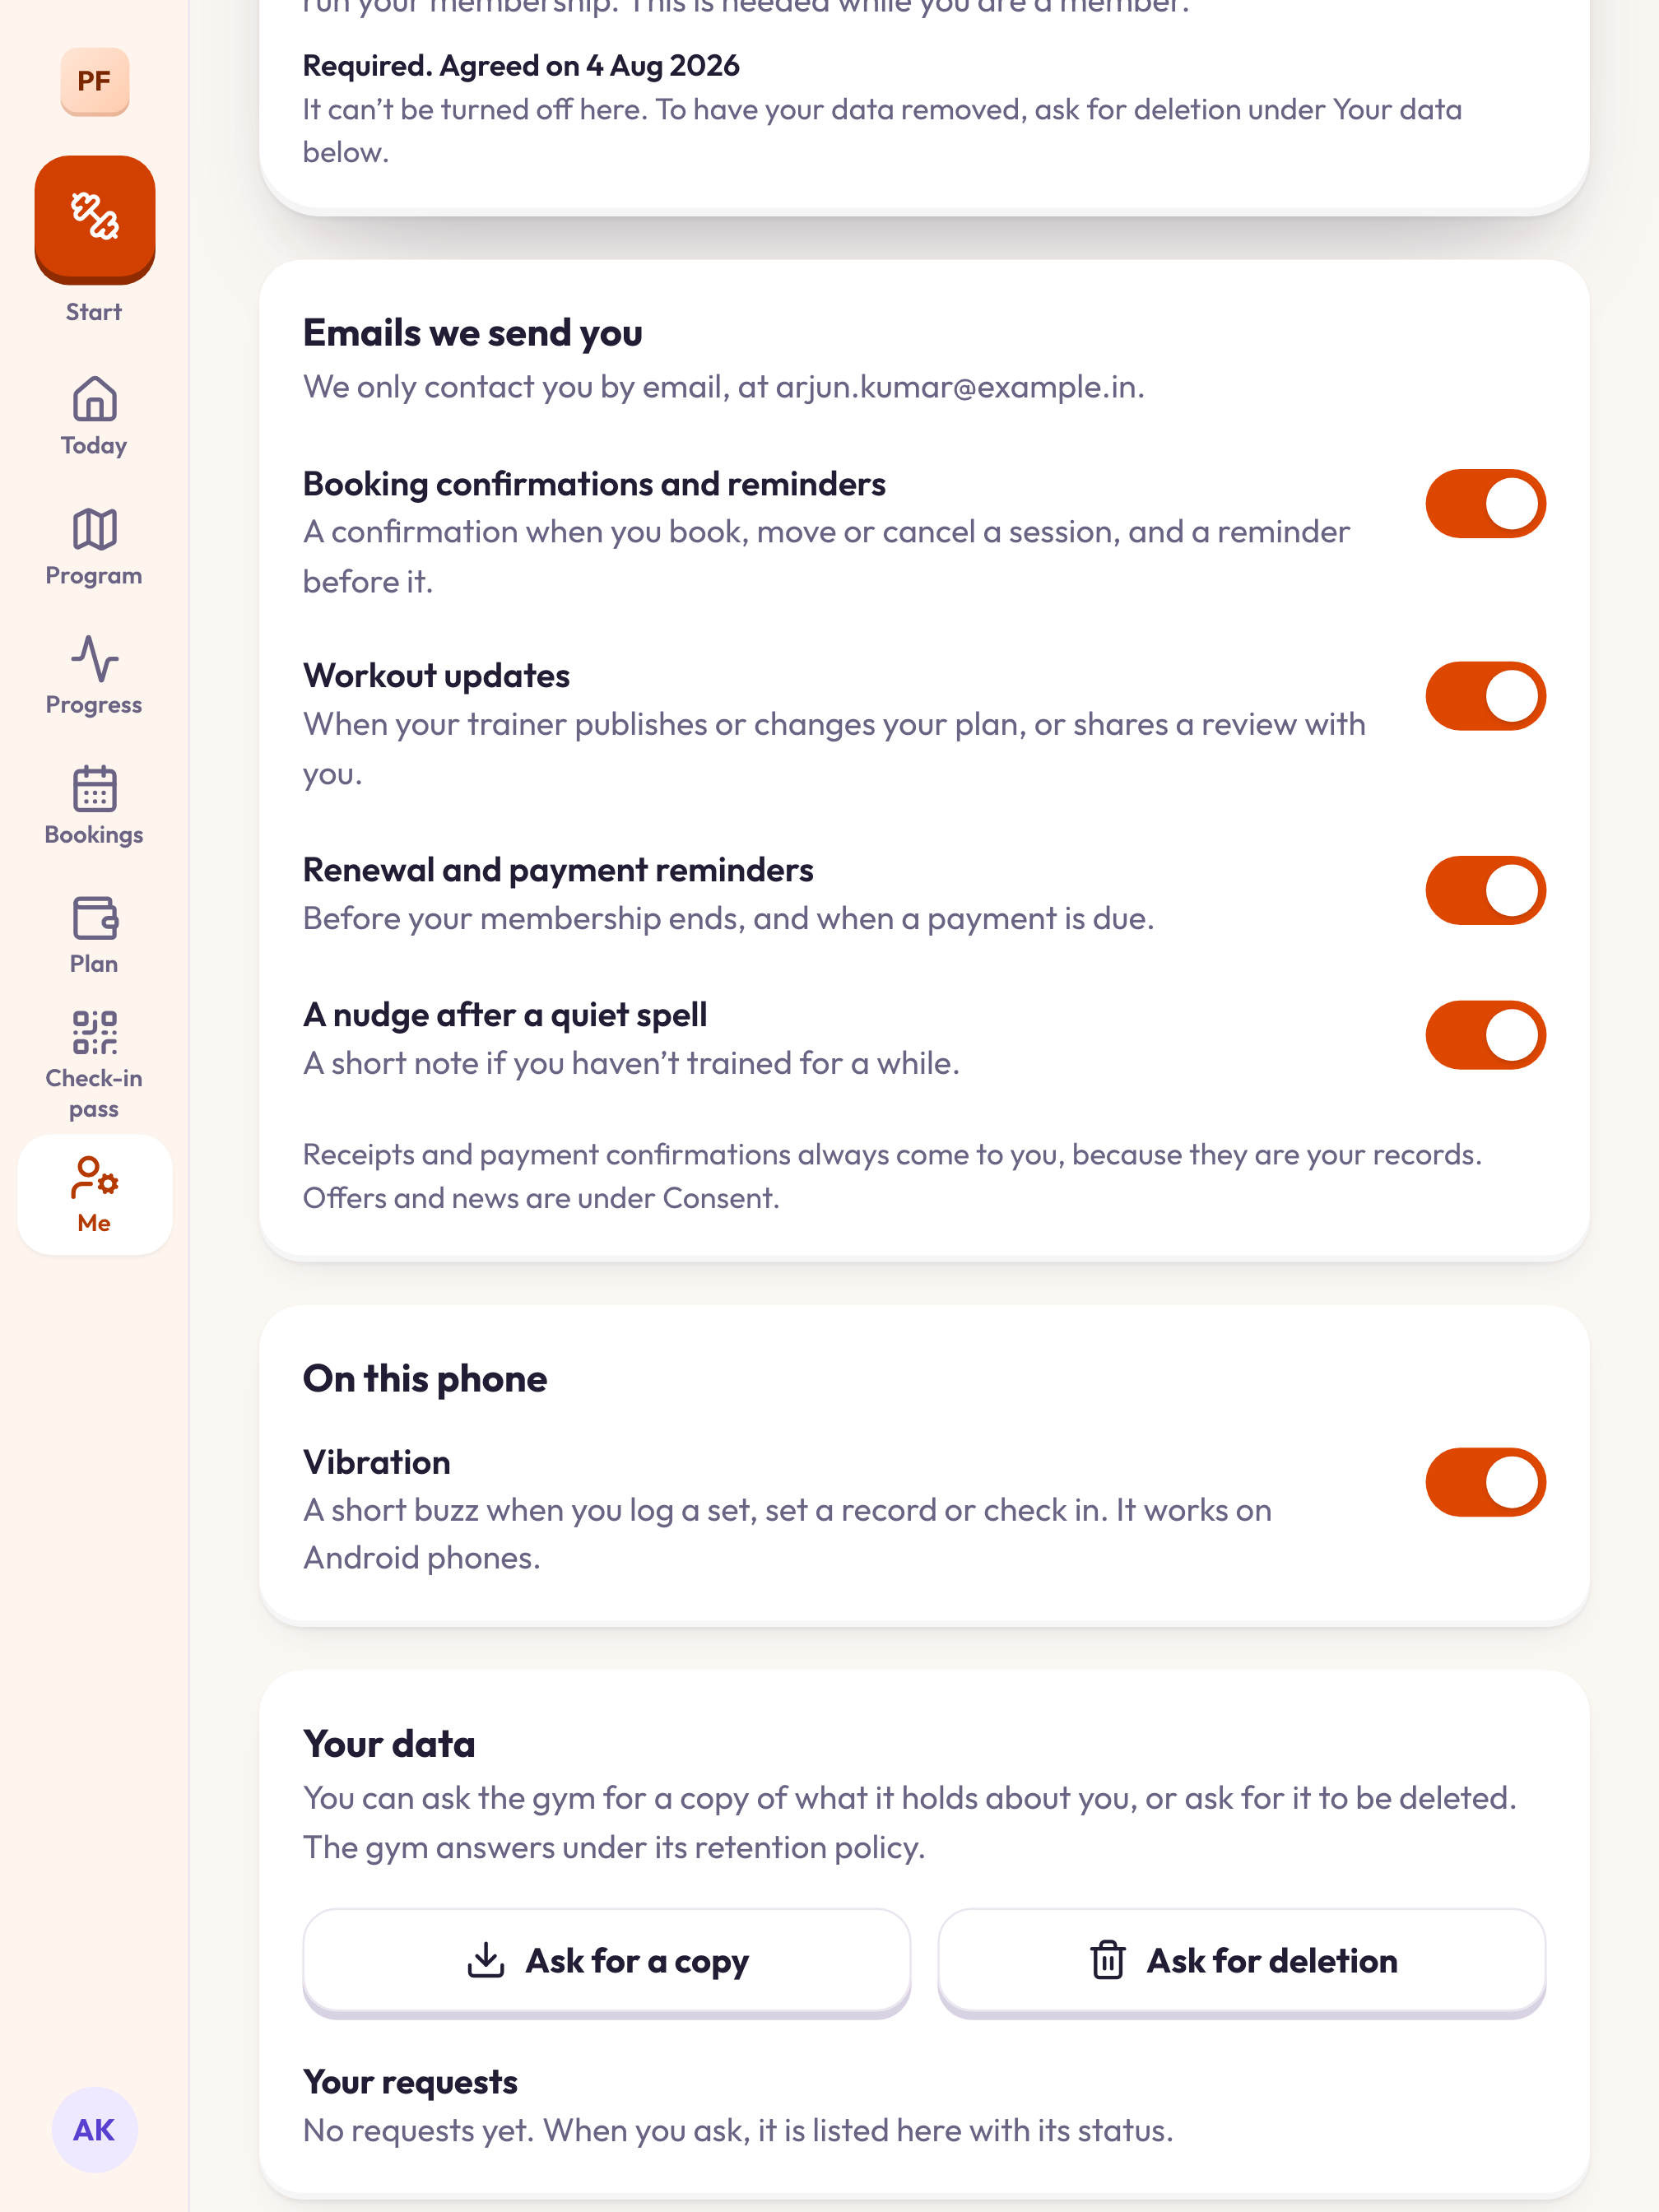 PF
Start
Today
Program
Progress
Bookings
Plan
Check-in
pass
Me
AK
run your membership. This is needed while you are a member.
Required. Agreed on 4 Aug 2026
It can’t be turned off here. To have your data removed, ask for deletion under Your data
below.
Emails we send you
We only contact you by email, at arjun.kumar@example.in.
Booking confirmations and reminders
A confirmation when you book, move or cancel a session, and a reminder
before it.
Workout updates
When your trainer publishes or changes your plan, or shares a review with
you.
Renewal and payment reminders
Before your membership ends, and when a payment is due.
A nudge after a quiet spell
A short note if you haven’t trained for a while.
Receipts and payment confirmations always come to you, because they are your records.
Offers and news are under Consent.
On this phone
Vibration
A short buzz when you log a set, set a record or check in. It works on
Android phones.
Your data
You can ask the gym for a copy of what it holds about you, or ask for it to be deleted.
The gym answers under its retention policy.
Ask for a copy
Ask for deletion
Your requests
No requests yet. When you ask, it is listed here with its status.